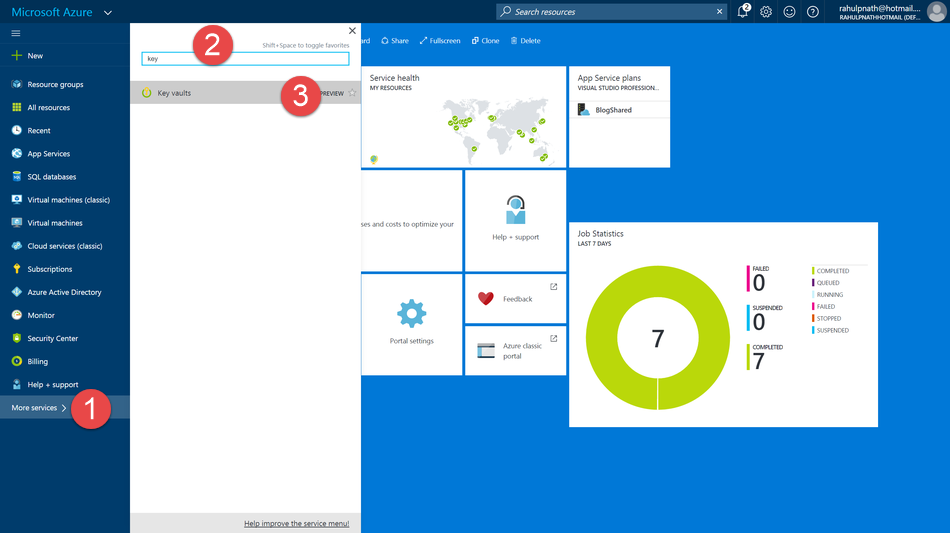 Microsoft Azure
Search resources
2
rahulpnath@hotmail....
RAHULPNATHHOTMAIL (DEF...
New
Resource groups
All resources
Recent
App Services
SQL databases
Virtual machines (classic)
Virtual machines
Cloud services (classic)
Subscriptions
Azure Active Directory
Monitor
Security Center
Billing
Help + support
More services
1
2
Shift+Space to toggle favorites
key
Key vaults
3
PREVIEW
Help improve the service menu!
Share
Fullscreen
Clone
Delete
Service health
MY RESOURCES
App Service plans
VISUAL STUDIO PROFESSION...
BlogShared
and costs to optimize your
Help + support
Portal settings
Feedback
Azure classic
portal
Job Statistics
LAST 7 DAYS
7
FAILED
0
SUSPENDED
0
COMPLETED
7
COMPLETED
QUEUED
RUNNING
FAILED
STOPPED
SUSPENDED